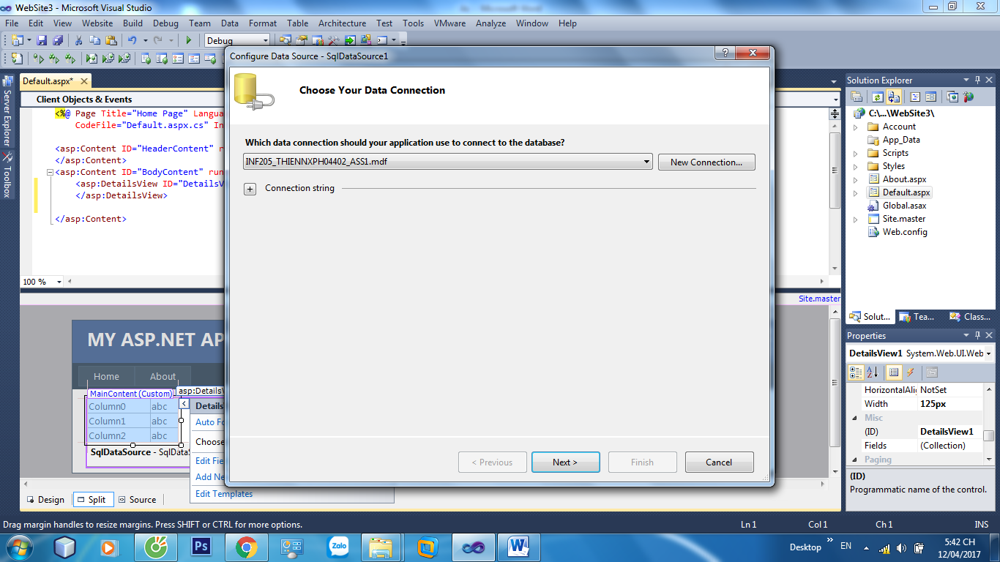 WebSite3 - Microsoft Visual Studio
File Edit View Website Build Debug Team Data Format Table Architecture Test Tools VMware Analyze Window Help
Debug
Configure Data Source - SqlDataSource1
Choose Your Data Connection
Which data connection should your application use to connect to the database?
INF205_THIENNXPH04402_ASS1.mdf
New Connection...
+ Connection string
< Previous Next > Finish Cancel
Server Explorer
Toolbox
Default.aspx*
Client Objects & Events
<%@ Page Title="Home Page" Langua
CodeFile="Default.aspx.cs" In
<asp:Content ID="HeaderContent" r
</asp:Content>
<asp:Content ID="BodyContent" run
<asp:DetailsView ID="DetailsV
</asp:DetailsView>
</asp:Content>
100 %
Site.master
MY ASP.NET AP
Home About
MainContent (Custom)
asp:DetailsV
Column0 abc
Column1 abc
Column2 abc
SqlDataSource - SqlDataS
Details
Auto Fo
Choose
Edit Fie
Add Ne
Edit Templates
Design Split Source
Solution Explorer
C:\...\WebSite3\
Account
App_Data
Scripts
Styles
About.aspx
Default.aspx
Global.asax
Site.master
Web.config
Solut... Tea... Class...
Properties
DetailsView1 System.Web.UI.Web
HorizontalAli NotSet
Width 125px
Misc
(ID) DetailsView1
Fields (Collection)
Paging
(ID)
Programmatic name of the control.
Drag margin handles to resize margins. Press SHIFT or CTRL for more options.
Ln 1 Col 1 Ch 1 INS
Ps
Zalo
W
Desktop
EN
5:42 CH
12/04/2017